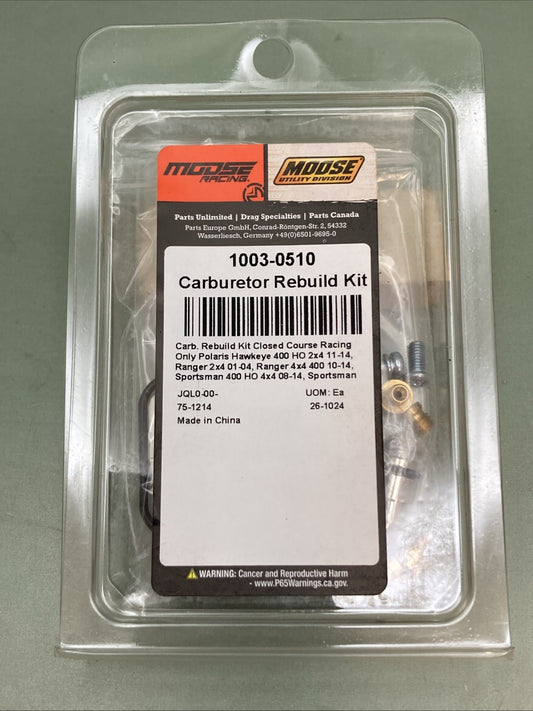 MOOSE RACING.
MOOSE UTILITY DIVISION
Parts Unlimited | Drag Specialties | Parts Canada
Parts Europe GmbH, Conrad-Röntgen-Str. 2, 54332
Wasserliesch, Germany +49(0)6501-9695-0
1003-0510
Carburetor Rebuild Kit
Carb. Rebuild Kit Closed Course Racing
Only Polaris Hawkeye 400 HO 2x4 11-14,
Ranger 2x4 01-04, Ranger 4x4 400 10-14,
Sportsman 400 HO 4x4 08-14, Sportsman
JQL0-00- UOM: Ea
75-1214 26-1024
Made in China
WARNING: Cancer and Reproductive Harm
- www.P65Warnings.ca.gov.